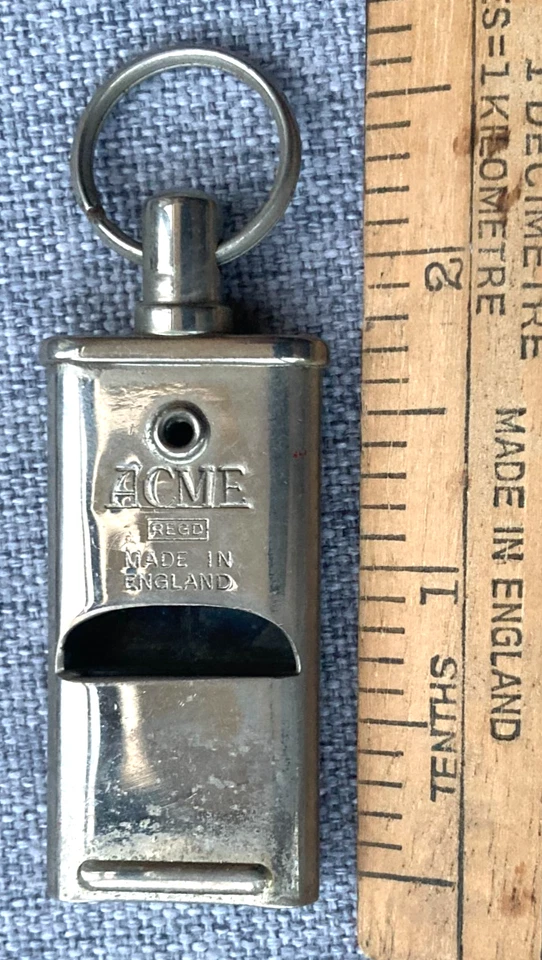 ACME
REGD
MADE IN
ENGLAND
2
1
TENTHS
S=1 KILOMETRE
1 DECIMETRE
MADE IN ENGLAND